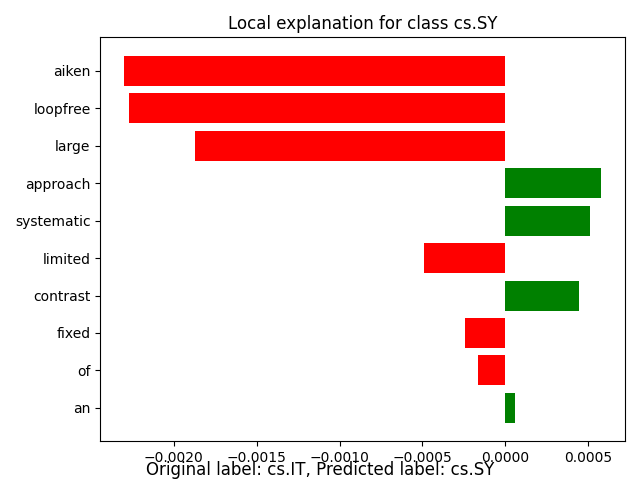 Local explanation for class cs.SY
aiken
loopfree
large
approach
systematic
limited
contrast
fixed
of
an
−0.0020 −0.0015 −0.0010 −0.0005 0.0000 0.0005
Original label: cs.IT, Predicted label: cs.SY